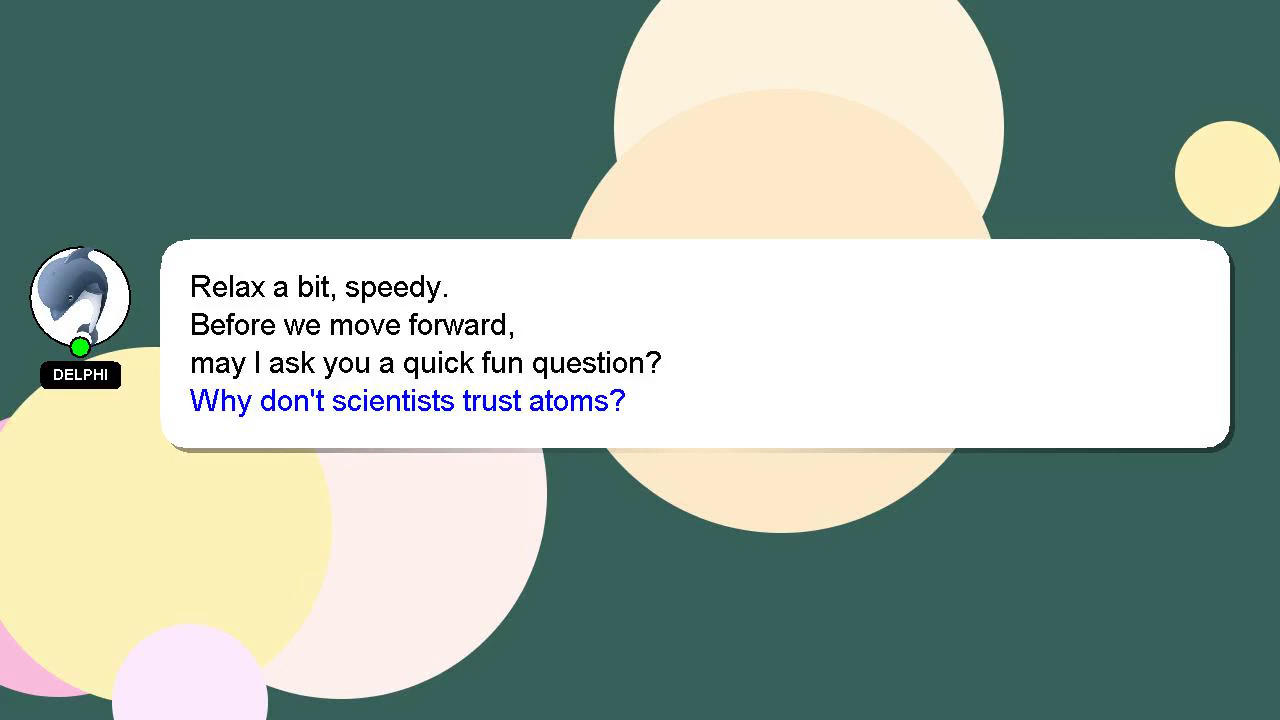 Relax a bit, speedy.
Before we move forward,
may I ask you a quick fun question?
Why don't scientists trust atoms?
DELPHI